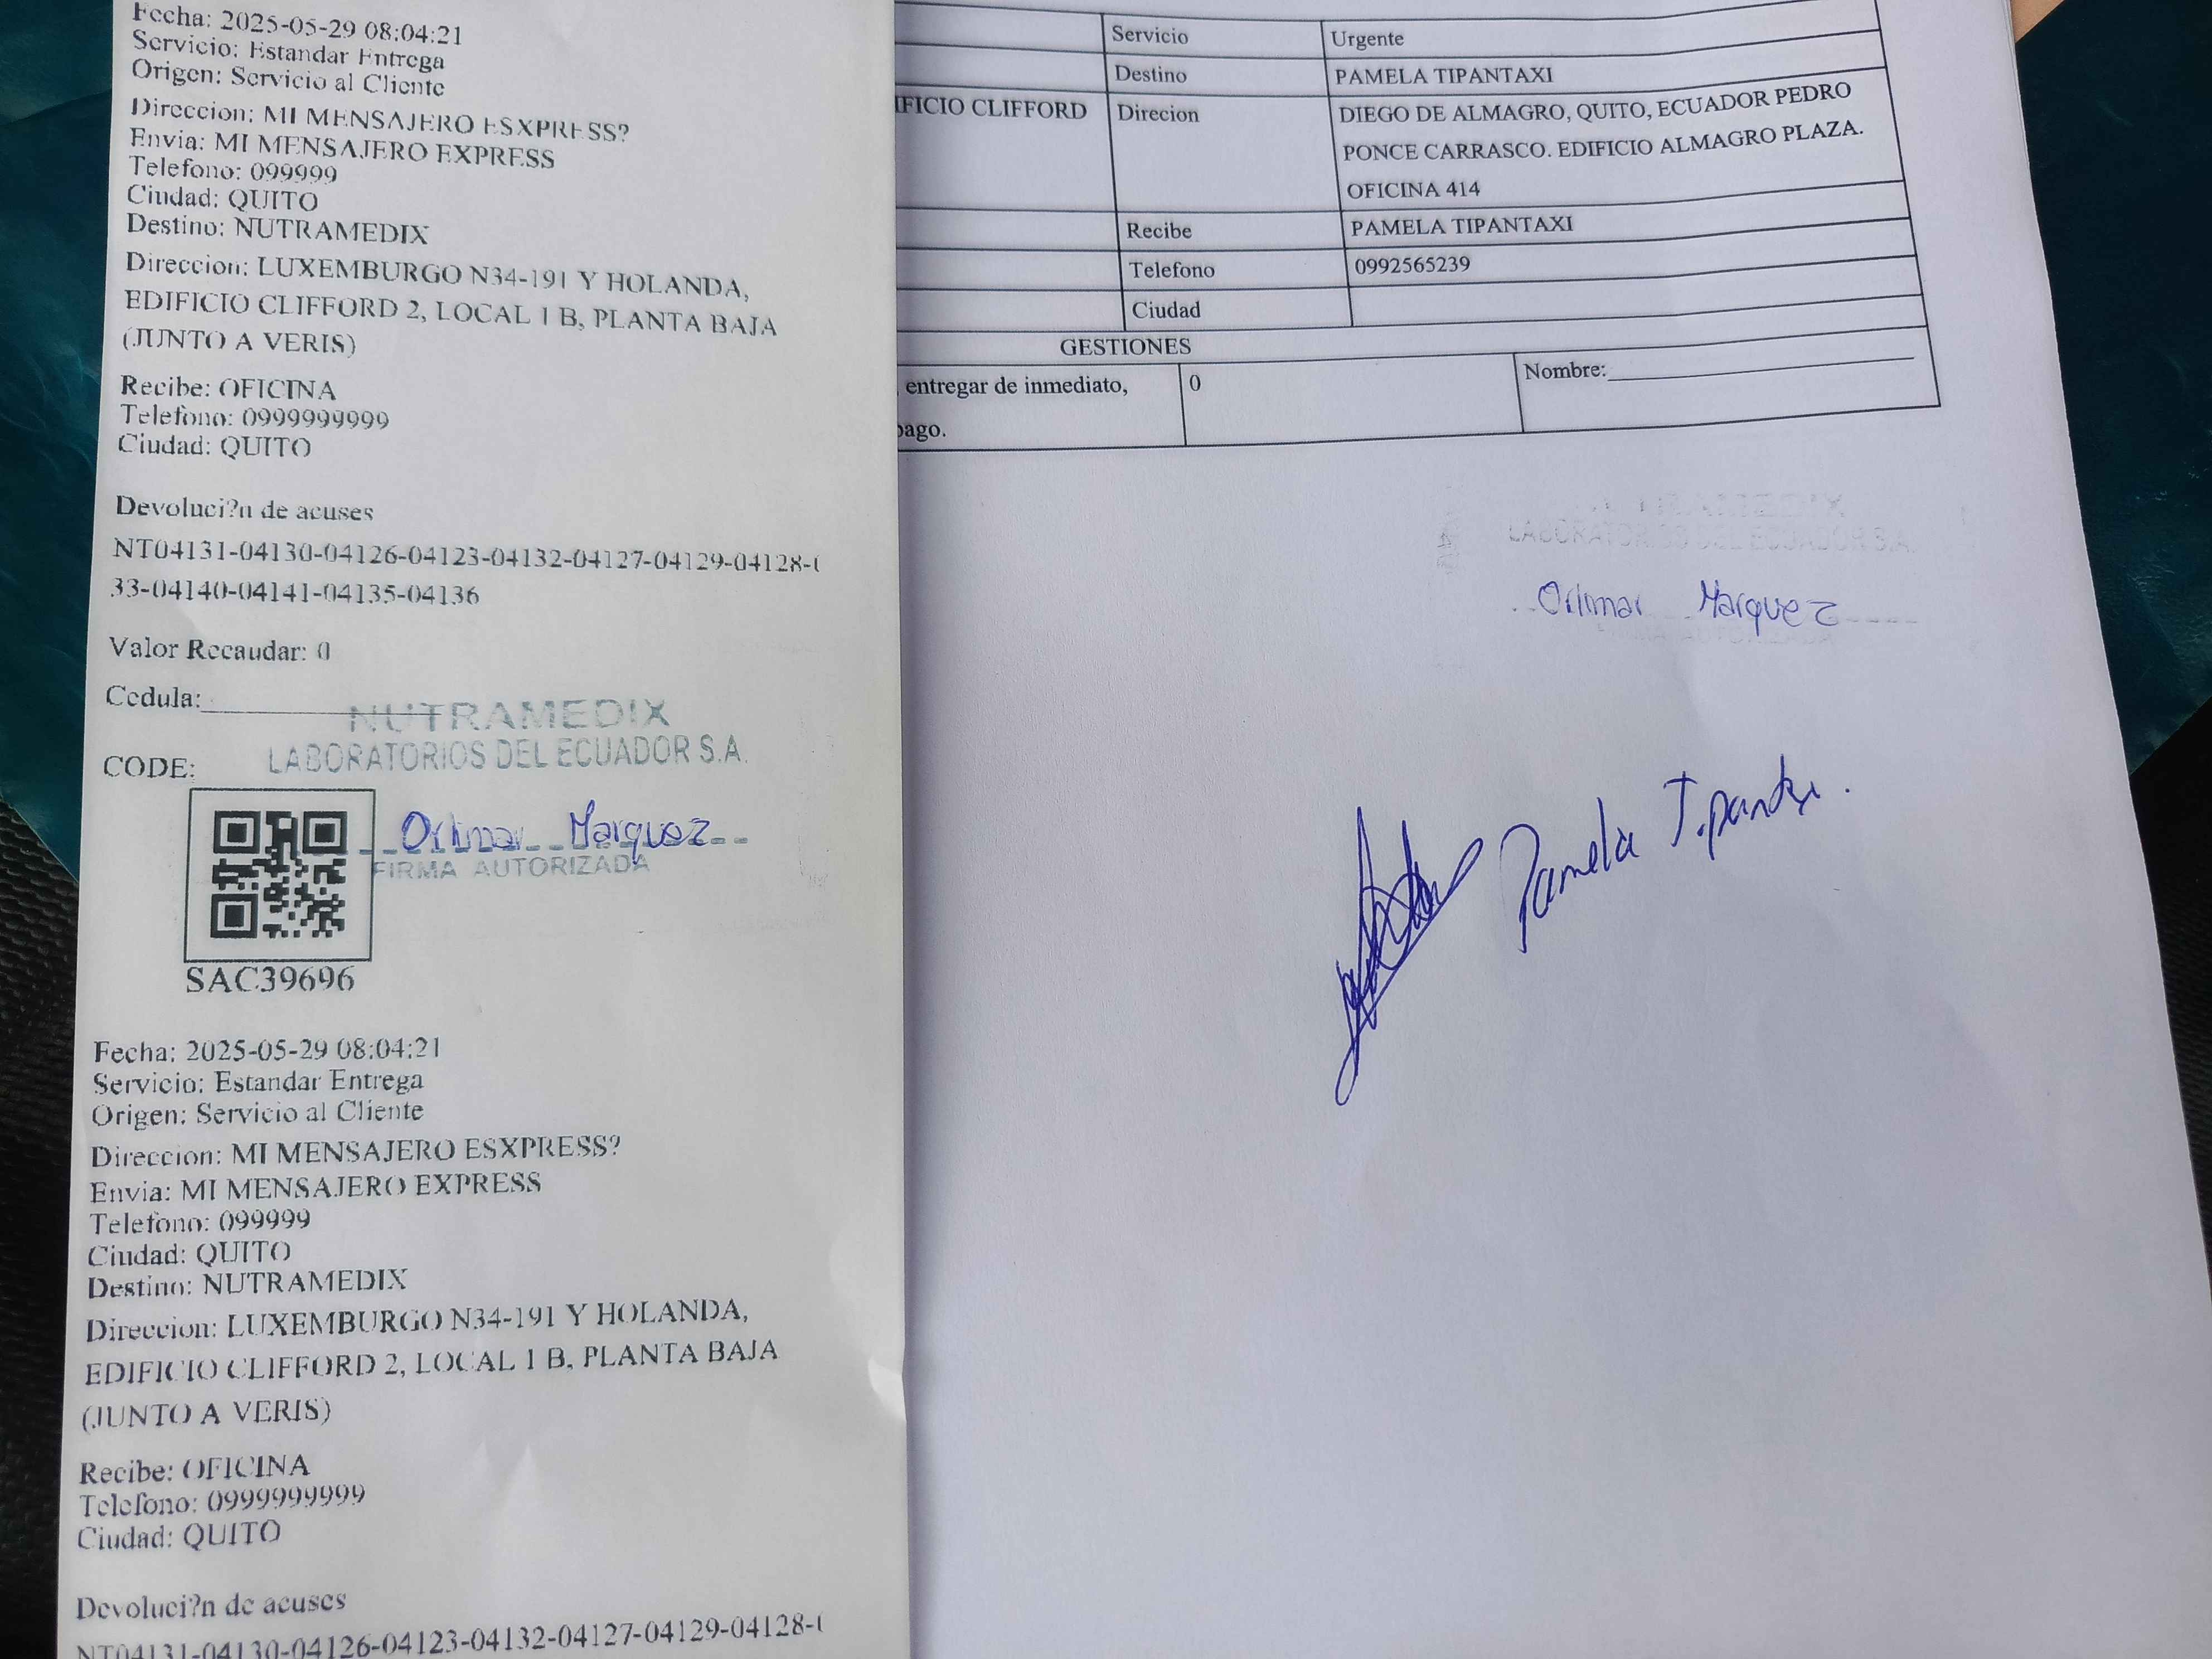 Fecha: 2025-05-29 08:04:21
Servicio: Estandar Entrega
Origen: Servicio al Cliente
Direccion: MI MENSAJERO ESXPRESS?
Envia: MI MENSAJERO EXPRESS
Telefono: 099999
Ciudad: QUITO
Destino: NUTRAMEDIX
Direccion: LUXEMBURGO N34-191 Y HOLANDA,
EDIFICIO CLIFFORD 2, LOCAL 1 B, PLANTA BAJA
(JUNTO A VERIS)
Recibe: OFICINA
Telefono: 0999999999
Ciudad: QUITO
Devoluci?n de acuses
NT04131-04130-04126-04123-04132-04127-04129-04128-
33-04140-04141-04135-04136
Valor Recaudar: 0
Cedula:
NUTRAMEDIX
LABORATORIOS DEL ECUADOR S.A.
CODE:
Orlimar Marquez
FIRMA AUTORIZADA
SAC39696
Fecha: 2025-05-29 08:04:21
Servicio: Estandar Entrega
Origen: Servicio al Cliente
Direccion: MI MENSAJERO ESXPRESS?
Envia: MI MENSAJERO EXPRESS
Telefono: 099999
Ciudad: QUITO
Destino: NUTRAMEDIX
Direccion: LUXEMBURGO N34-191 Y HOLANDA,
EDIFICIO CLIFFORD 2, LOCAL 1 B, PLANTA BAJA
(JUNTO A VERIS)
Recibe: OFICINA
Telefono: 0999999999
Ciudad: QUITO
Devoluci?n de acuses
NT04131-04130-04126-04123-04132-04127-04129-04128-
Servicio Urgente
Destino PAMELA TIPANTAXI
IFICIO CLIFFORD Direcion DIEGO DE ALMAGRO, QUITO, ECUADOR PEDRO
PONCE CARRASCO. EDIFICIO ALMAGRO PLAZA.
OFICINA 414
Recibe PAMELA TIPANTAXI
Telefono 0992565239
Ciudad
GESTIONES
, entregar de inmediato, 0 Nombre:
pago.
LABORATORIOS DEL ECUADOR S.A.
Orlimar Marquez
Pamela Tipantaxi.